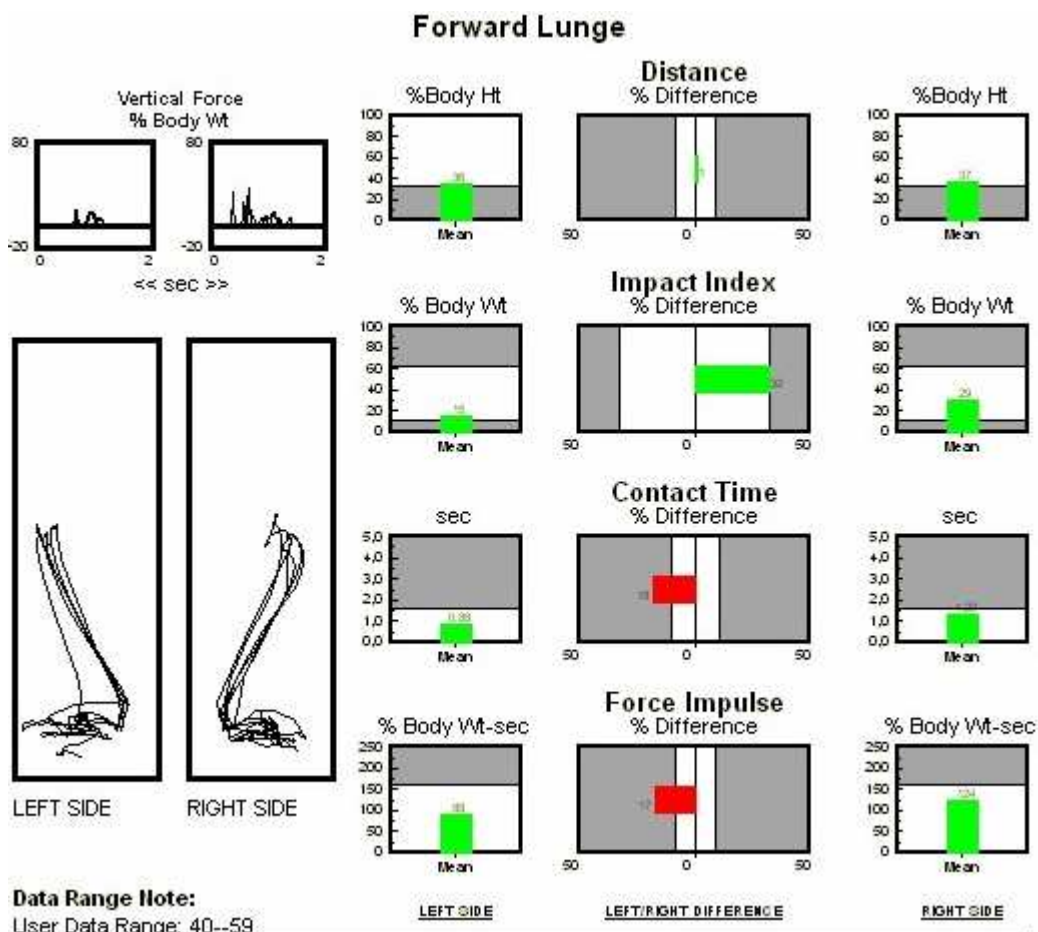 Forward Lunge
Vertical Force
% Body Wt
80
-20
0
2
80
-20
0
2
<< sec >>
LEFT SIDE
RIGHT SIDE
Distance
%Body Ht
% Difference
%Body Ht
100
80
60
40
20
0
Mean
50
0
50
100
80
60
40
20
0
37
Mean
Impact Index
% Body Wt
% Difference
% Body Wt
100
80
60
40
20
0
Mean
50
0
50
100
80
60
40
20
0
29
Mean
Contact Time
sec
% Difference
sec
5,0
4,0
3,0
2,0
1,0
0,0
0,88
Mean
50
0
50
5,0
4,0
3,0
2,0
1,0
0,0
Mean
Force Impulse
% Body Wt-sec
% Difference
% Body Wt-sec
250
200
150
100
50
0
Mean
50
0
50
250
200
150
100
50
0
124
Mean
Data Range Note:
User Data Range: 40--59
LEFT SIDE
LEFT/RIGHT DIFFERENCE
RIGHT SIDE